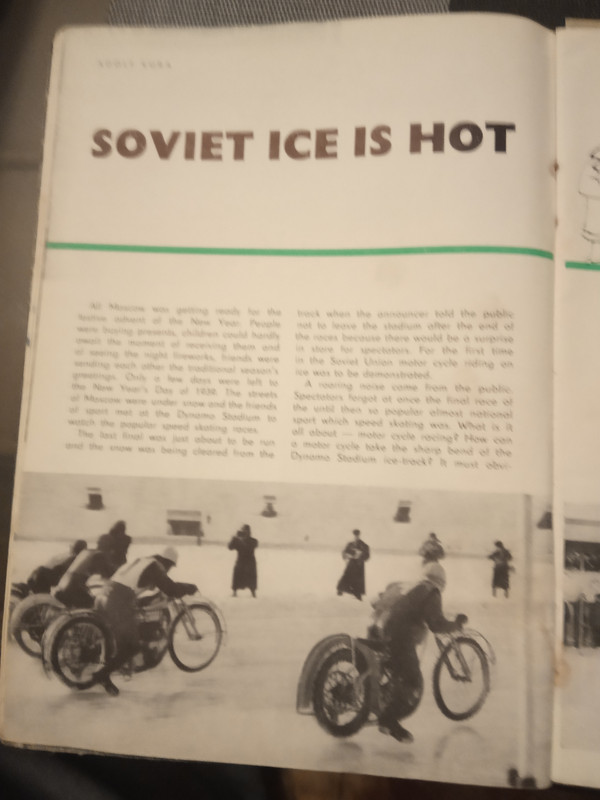 SOVIET ICE IS HOT
All Moscow was getting ready for the
festive advent of the New Year. People
were buying presents, children could hardly
await the moment of receiving them and
of seeing the night fireworks, friends were
sending each other the traditional season's
greetings. Only a few days were left to
the New Year's Day of 1939. The streets
of Moscow were under snow and the friends
of sport met at the Dynamo Stadium to
watch the popular speed skating races.
The last final was just about to be run
and the snow was being cleared from the
track when the announcer told the public
not to leave the stadium after the end of
the races because there would be a surprise
in store for spectators. For the first time
in the Soviet Union motor cycle riding on
ice was to be demonstrated.
A roaring noise came from the public.
Spectators forgot at once the final race of
the until then so popular almost national
sport which speed skating was. What is it
all about — motor cycle racing? How can
a motor cycle take the sharp bend of the
Dynamo Stadium ice-track? It must obvi-